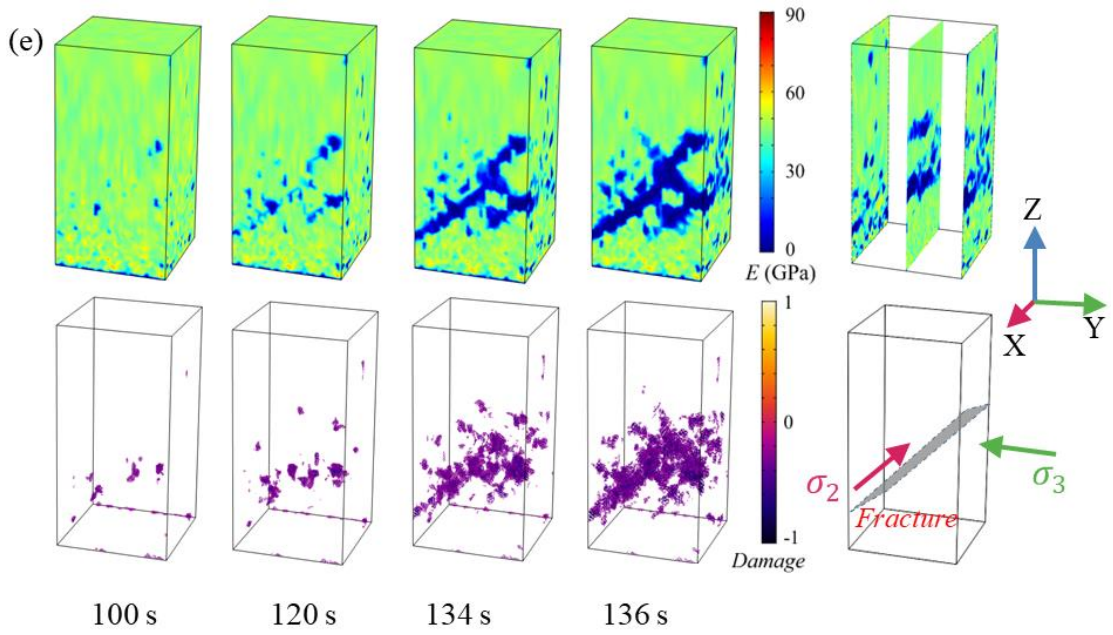 (e)
90
60
30
0
E (GPa)
Z
X
Y
1
0
-1
Damage
σ2
σ3
Fracture
100 s
120 s
134 s
136 s